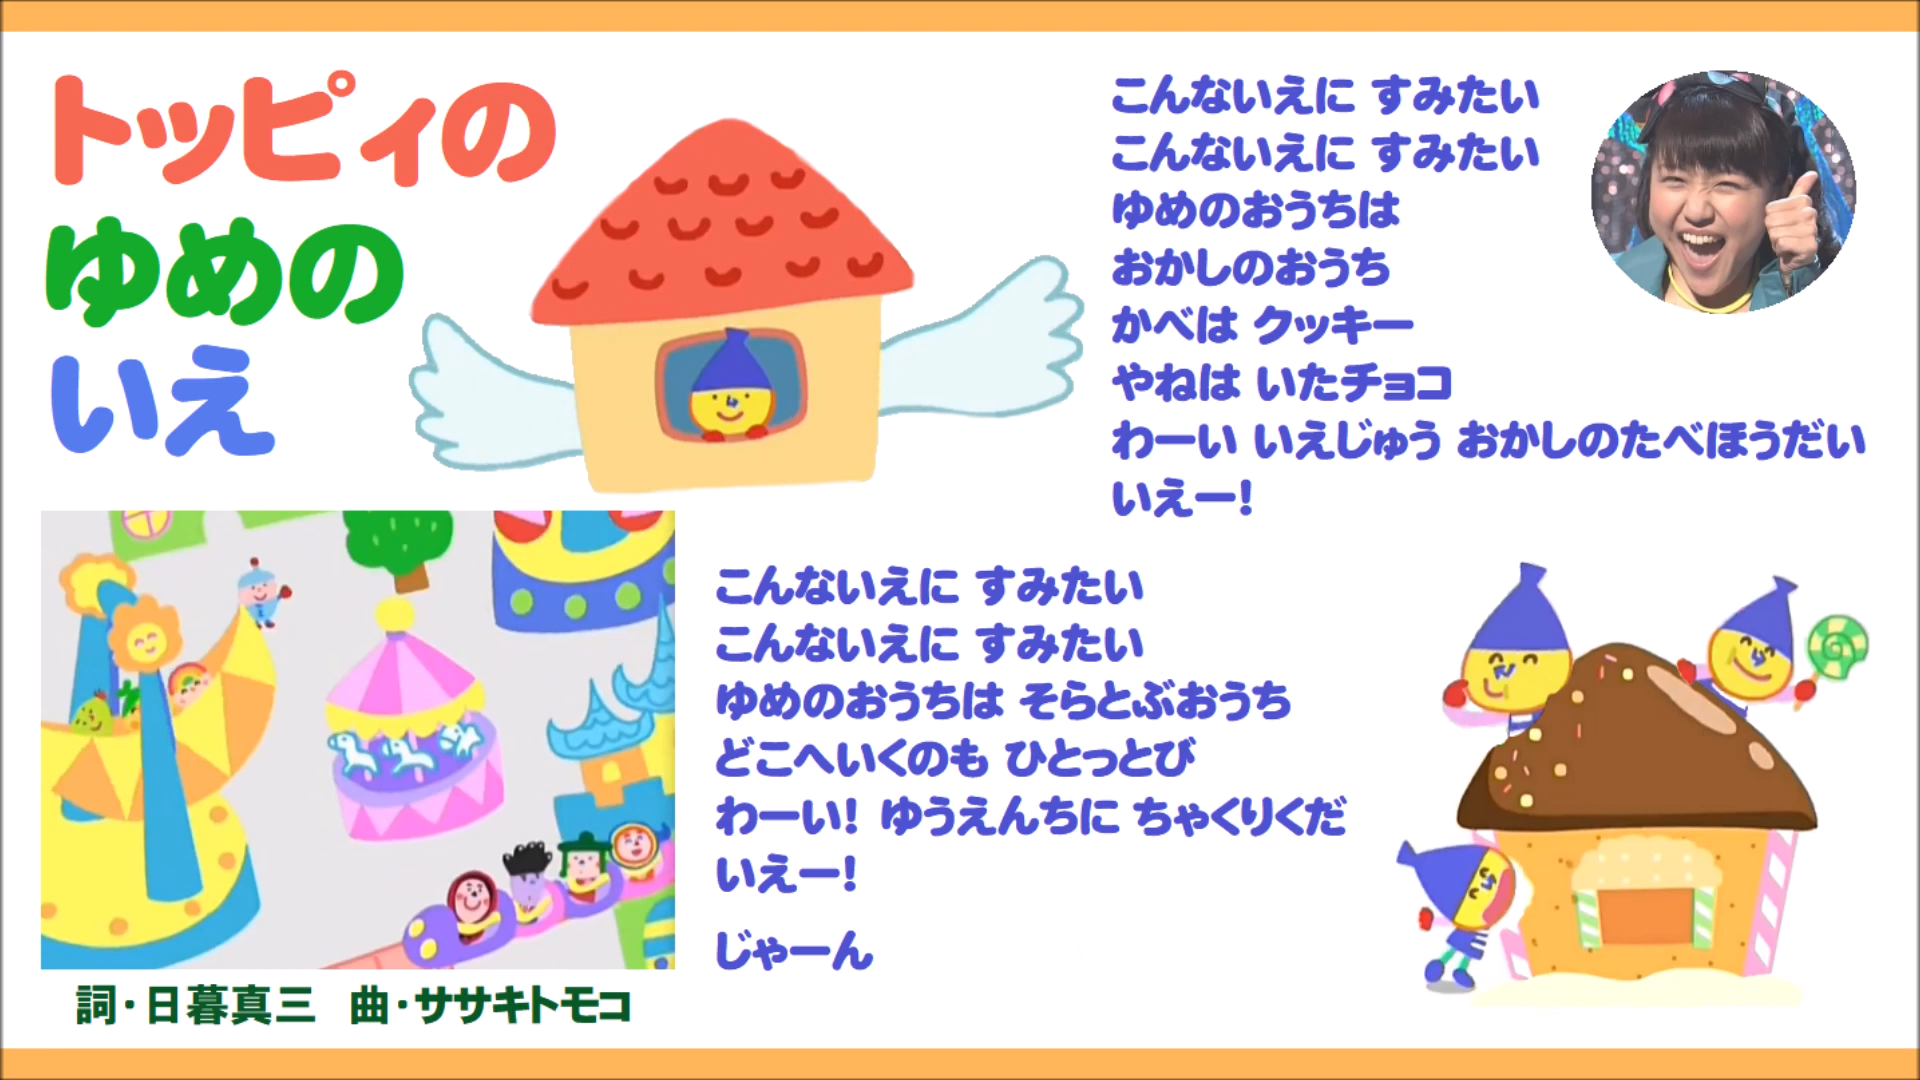 トッピィの
ゆめの
いえ
こんないえに すみたい
こんないえに すみたい
ゆめのおうちは
おかしのおうち
かべは クッキー
やねは いたチョコ
わーい いえじゅう おかしのたべほうだい
いえー!
こんないえに すみたい
こんないえに すみたい
ゆめのおうちは そらとぶおうち
どこへいくのも ひとっとび
わーい! ゆうえんちに ちゃくりくだ
いえー!
じゃーん
詞・日暮真三 曲・ササキトモコ